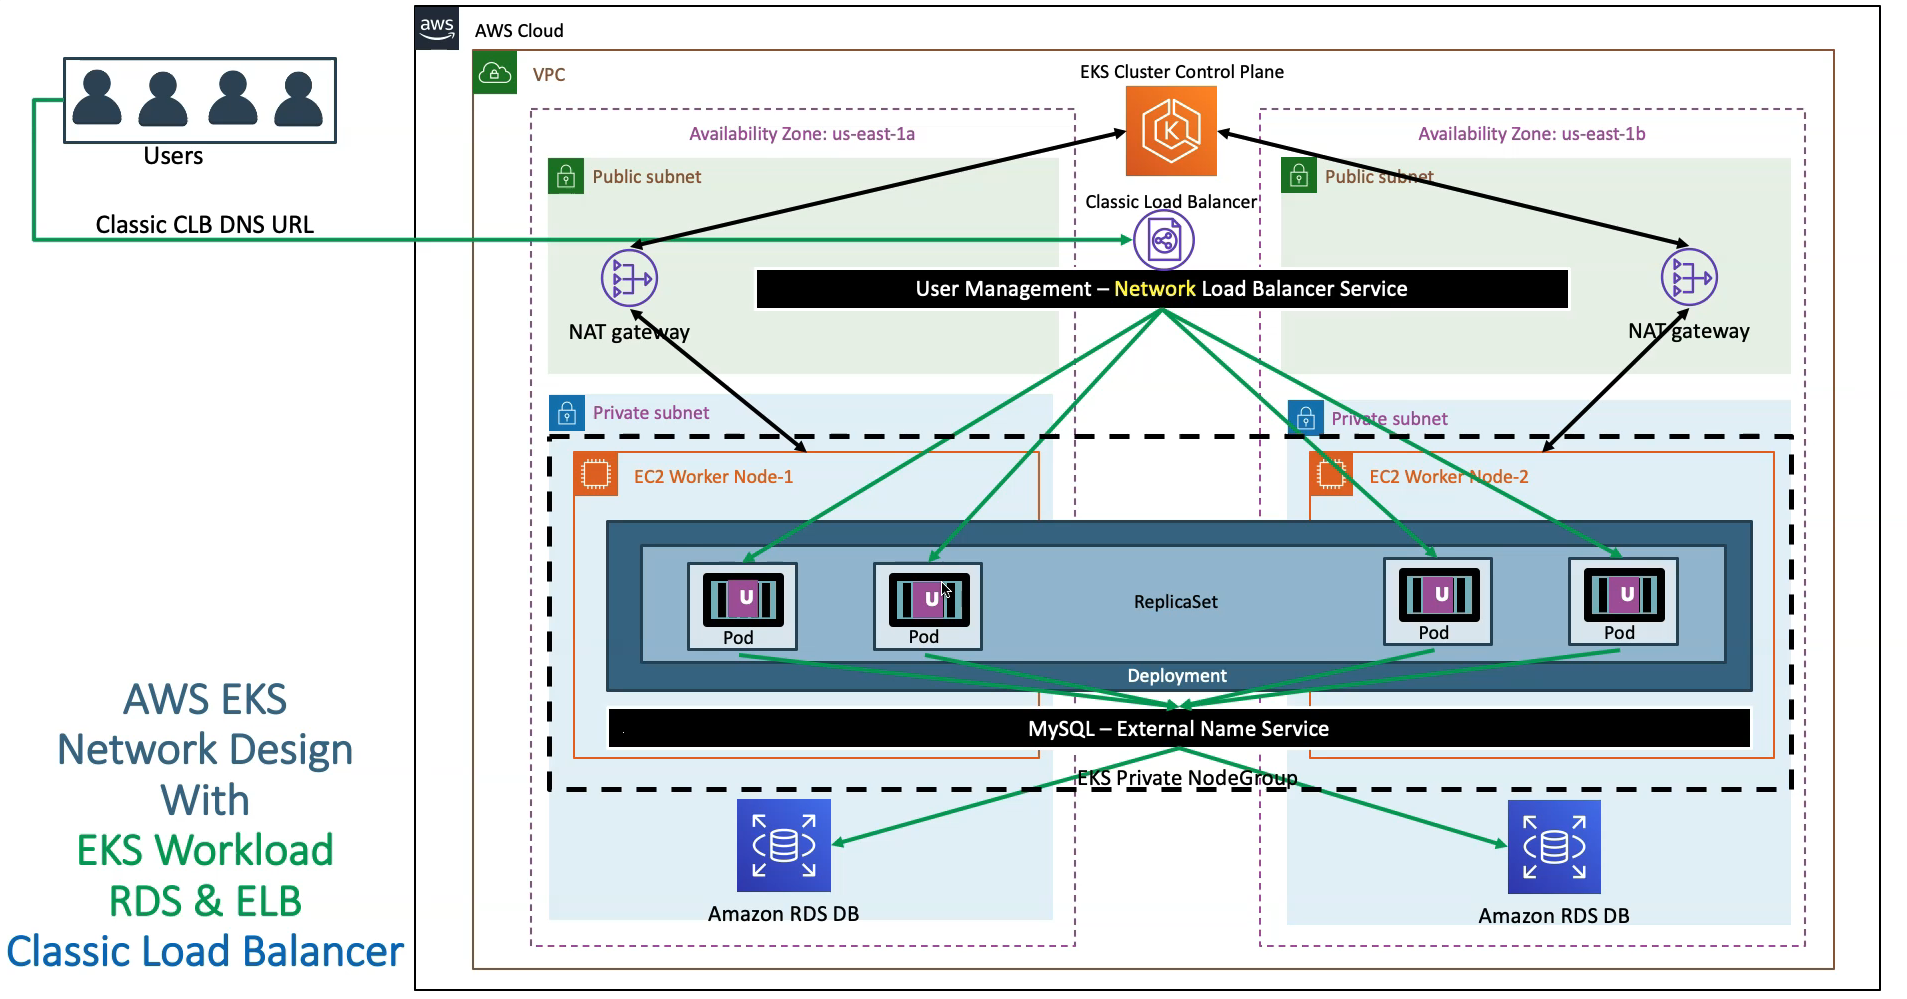 aws
AWS Cloud
VPC
EKS Cluster Control Plane
Availability Zone: us-east-1a
Availability Zone: us-east-1b
Users
Public subnet
Public subnet
Classic Load Balancer
Classic CLB DNS URL
User Management – Network Load Balancer Service
NAT gateway
NAT gateway
Private subnet
Private subnet
EC2 Worker Node-1
EC2 Worker Node-2
U
U
U
U
ReplicaSet
Pod
Pod
Pod
Pod
Deployment
MySQL – External Name Service
EKS Private NodeGroup
Amazon RDS DB
Amazon RDS DB
AWS EKS
Network Design
With
EKS Workload
RDS & ELB
Classic Load Balancer